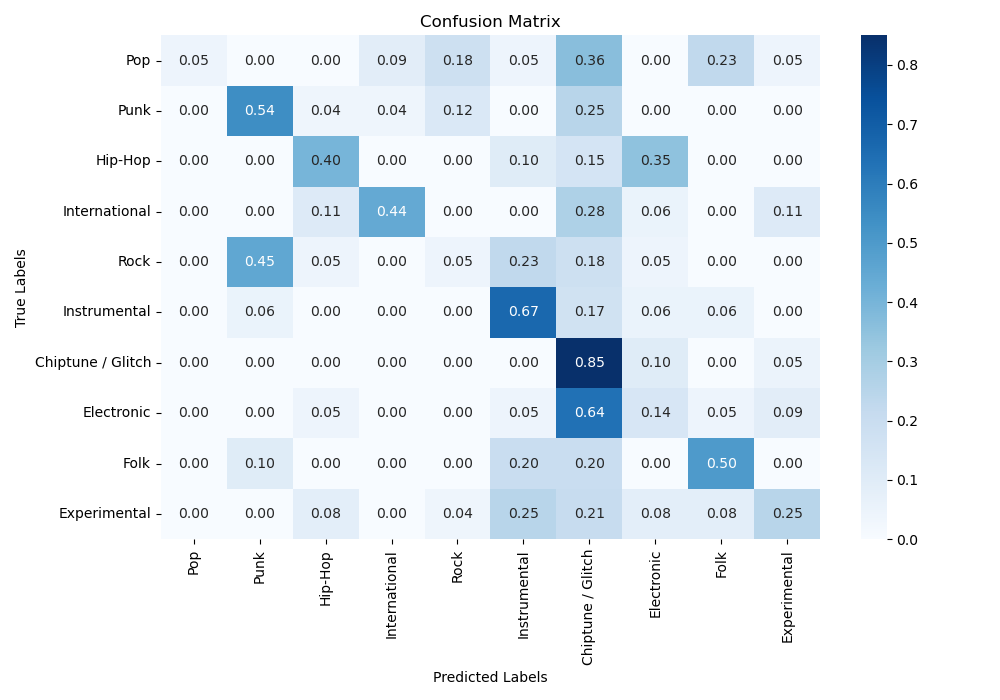 Confusion Matrix
Pop 0.05 0.00 0.00 0.09 0.18 0.05 0.36 0.00 0.23 0.05
Punk 0.00 0.54 0.04 0.04 0.12 0.00 0.25 0.00 0.00 0.00
Hip-Hop 0.00 0.00 0.40 0.00 0.00 0.10 0.15 0.35 0.00 0.00
International 0.00 0.00 0.11 0.44 0.00 0.00 0.28 0.06 0.00 0.11
Rock 0.00 0.45 0.05 0.00 0.05 0.23 0.18 0.05 0.00 0.00
Instrumental 0.00 0.06 0.00 0.00 0.00 0.67 0.17 0.06 0.06 0.00
Chiptune / Glitch 0.00 0.00 0.00 0.00 0.00 0.00 0.85 0.10 0.00 0.05
Electronic 0.00 0.00 0.05 0.00 0.00 0.05 0.64 0.14 0.05 0.09
Folk 0.00 0.10 0.00 0.00 0.00 0.20 0.20 0.00 0.50 0.00
Experimental 0.00 0.00 0.08 0.00 0.04 0.25 0.21 0.08 0.08 0.25
True Labels
Pop
Punk
Hip-Hop
International
Rock
Instrumental
Chiptune / Glitch
Electronic
Folk
Experimental
Predicted Labels
0.8
0.7
0.6
0.5
0.4
0.3
0.2
0.1
0.0